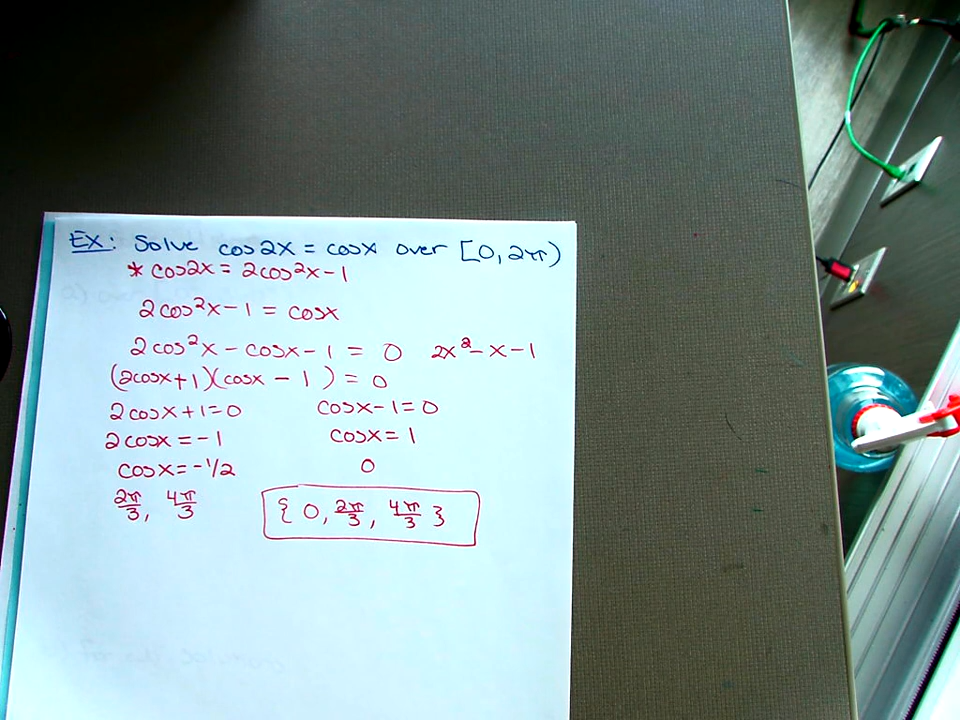 EX: Solve cos2x = cosx over [0, 2π)
* cos2x = 2cos²x-1
2cos²x-1 = cosx
2cos²x - cosx - 1 = 0 2x²-x-1
(2cosx+1)(cosx - 1) = 0
2cosx+1=0 cosx-1=0
2cosx=-1 cosx=1
cosx=-1/2 0
2π/3, 4π/3 { 0, 2π/3, 4π/3 }